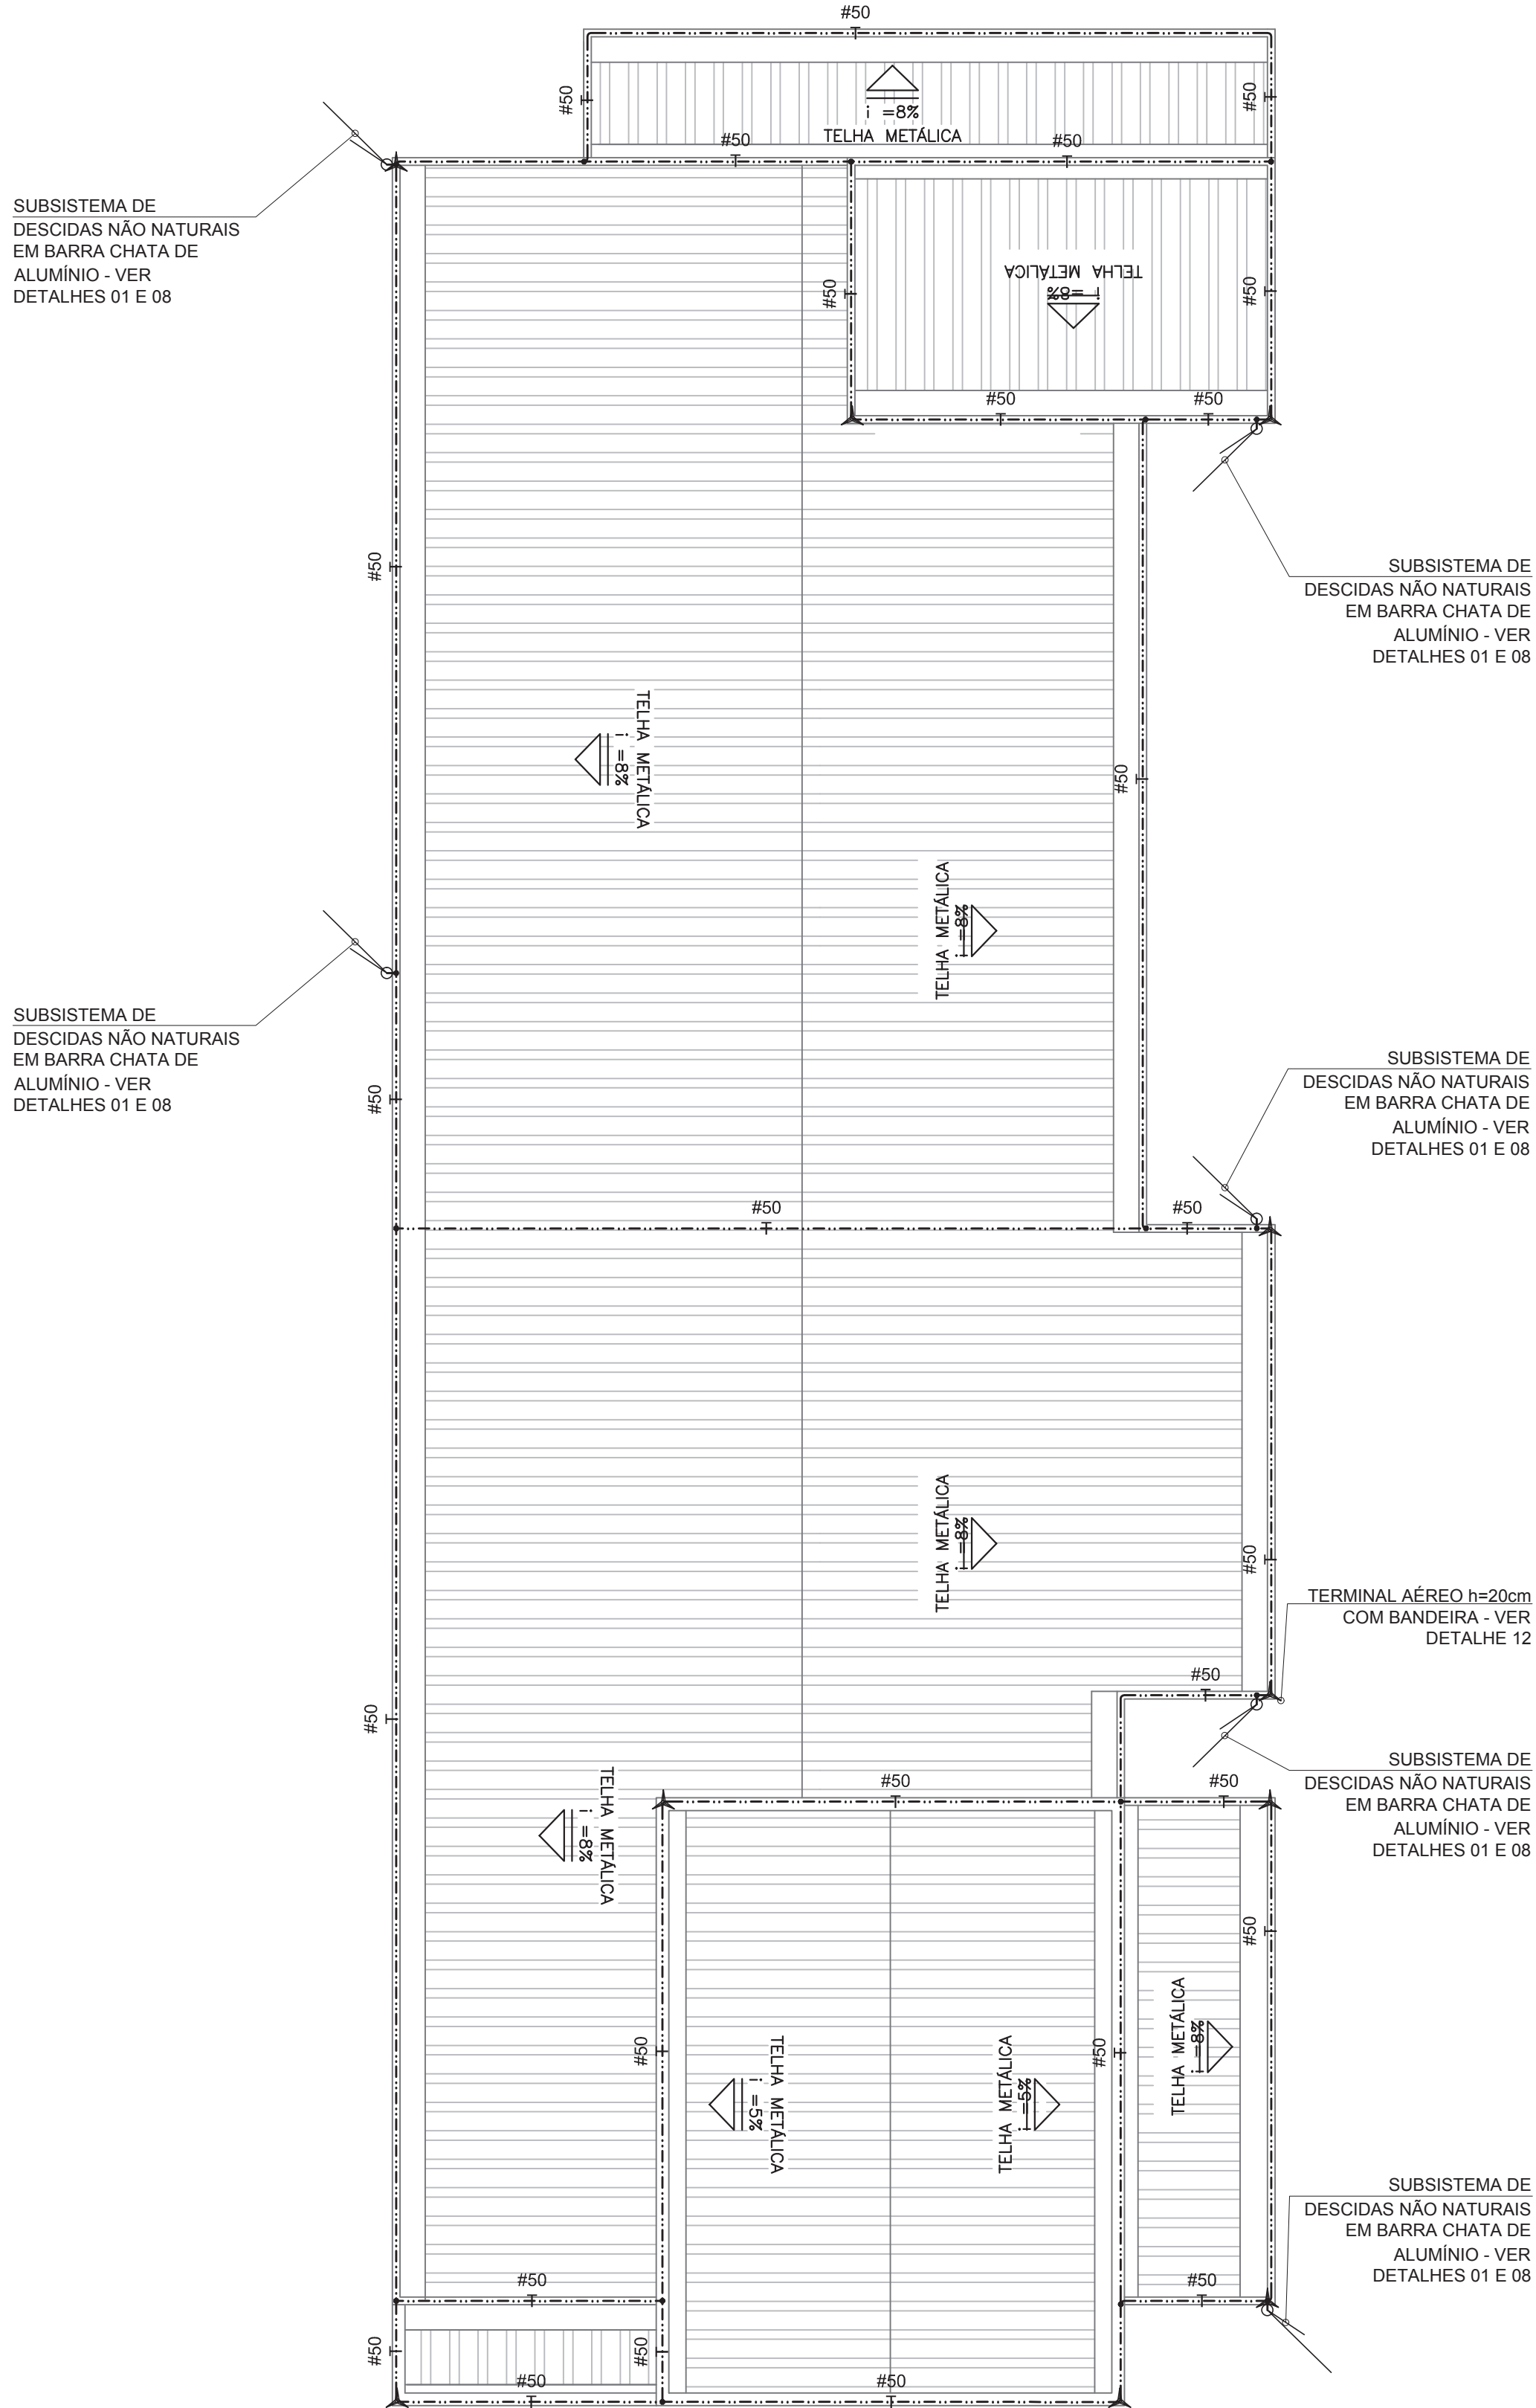 #50
#50
#50
i =8%
TELHA METÁLICA
#50
#50
SUBSISTEMA DE
DESCIDAS NÃO NATURAIS
EM BARRA CHATA DE
ALUMÍNIO - VER
DETALHES 01 E 08
TELHA METÁLICA
i =8%
#50
#50
#50
#50
SUBSISTEMA DE
DESCIDAS NÃO NATURAIS
EM BARRA CHATA DE
ALUMÍNIO - VER
DETALHES 01 E 08
#50
TELHA METÁLICA
i =8%
#50
TELHA METÁLICA
i =8%
SUBSISTEMA DE
DESCIDAS NÃO NATURAIS
EM BARRA CHATA DE
ALUMÍNIO - VER
DETALHES 01 E 08
#50
SUBSISTEMA DE
DESCIDAS NÃO NATURAIS
EM BARRA CHATA DE
ALUMÍNIO - VER
DETALHES 01 E 08
#50
#50
TELHA METÁLICA
i =8%
#50
TERMINAL AÉREO h=20cm
COM BANDEIRA - VER
DETALHE 12
#50
#50
SUBSISTEMA DE
DESCIDAS NÃO NATURAIS
EM BARRA CHATA DE
ALUMÍNIO - VER
DETALHES 01 E 08
#50
#50
TELHA METÁLICA
i =8%
#50
#50
TELHA METÁLICA
i =5%
TELHA METÁLICA
i =5%
#50
TELHA METÁLICA
i =8%
SUBSISTEMA DE
DESCIDAS NÃO NATURAIS
EM BARRA CHATA DE
ALUMÍNIO - VER
DETALHES 01 E 08
#50
#50
#50
#50
#50
#50